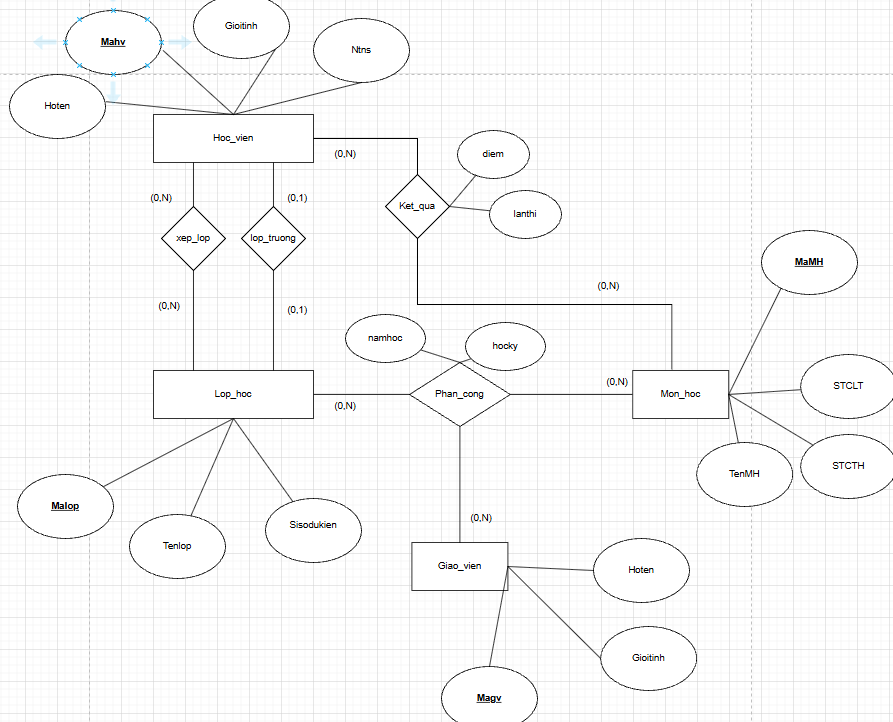 Gioitinh
Mahv
Ntns
Hoten
Hoc_vien
(0,N)
diem
(0,N)
(0,1)
Ket_qua
lanthi
xep_lop
lop_truong
MaMH
(0,N)
(0,N)
(0,1)
namhoc
hocky
(0,N)
STCLT
Lop_hoc
Phan_cong
Mon_hoc
(0,N)
STCTH
TenMH
Malop
(0,N)
Sisodukien
Tenlop
Giao_vien
Hoten
Gioitinh
Magv